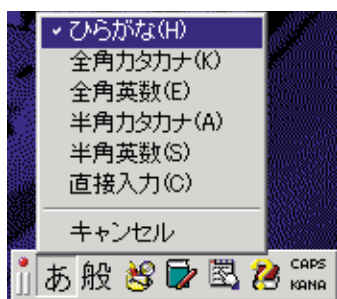 ひらがな(H)
全角カタカナ(K)
全角英数(E)
半角カタカナ(A)
半角英数(S)
直接入力(C)
キャンセル
あ 般 CAPS
KANA